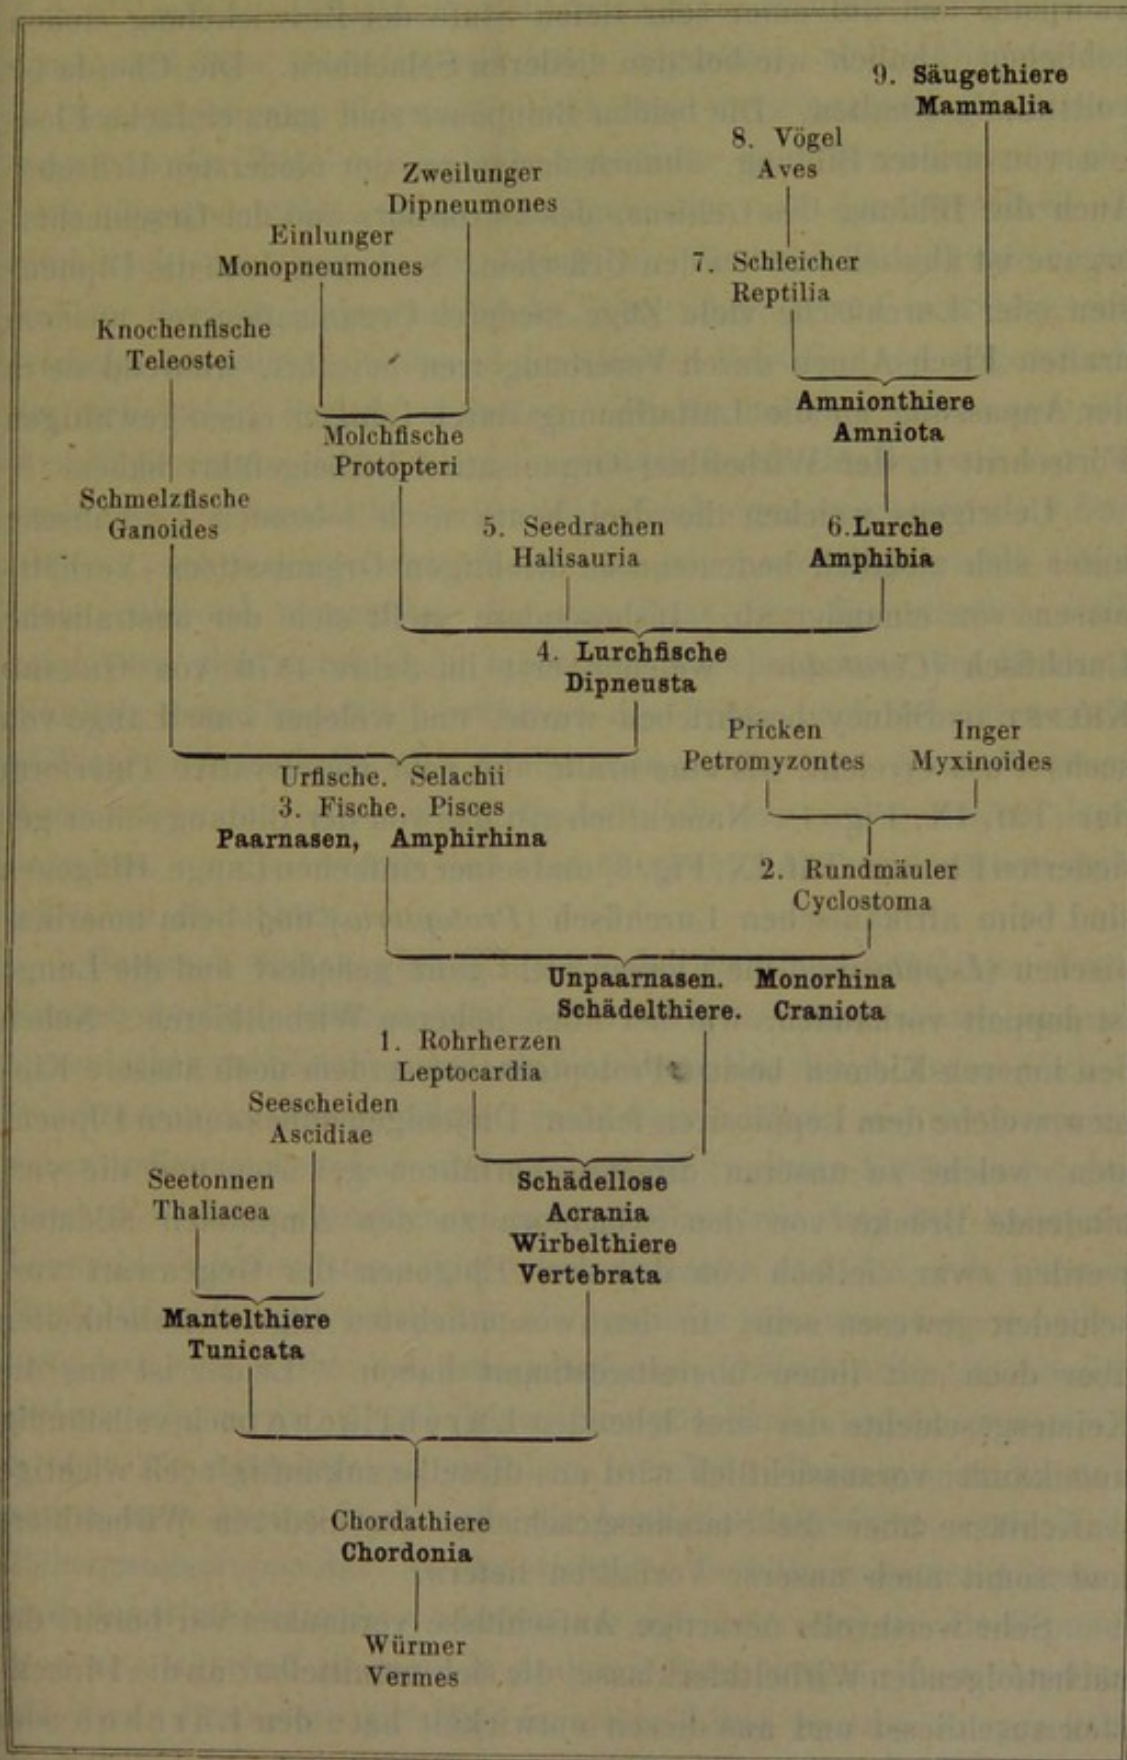 9. Säugethiere
Mammalia
8. Vögel
Aves
Zweilunger
Dipneumones
Einlunger
Monopneumones
7. Schleicher
Reptilia
Knochenfische
Teleostei
Amnionthiere
Amniota
Molchfische
Protopteri
Schmelzfische
Ganoides
5. Seedrachen
Halisauria
6. Lurche
Amphibia
4. Lurchfische
Dipneusta
Pricken
Petromyzontes
Inger
Myxinoides
Urfische. Selachii
3. Fische. Pisces
Paarnasen, Amphirhina
2. Rundmäuler
Cyclostoma
Unpaarnasen. Monorhina
Schädelthiere. Craniota
1. Rohrherzen
Leptocardia
Seescheiden
Ascidiae
Seetonnen
Thaliacea
Schädellose
Acrania
Wirbelthiere
Vertebrata
Mantelthiere
Tunicata
Chordathiere
Chordonia
Würmer
Vermes